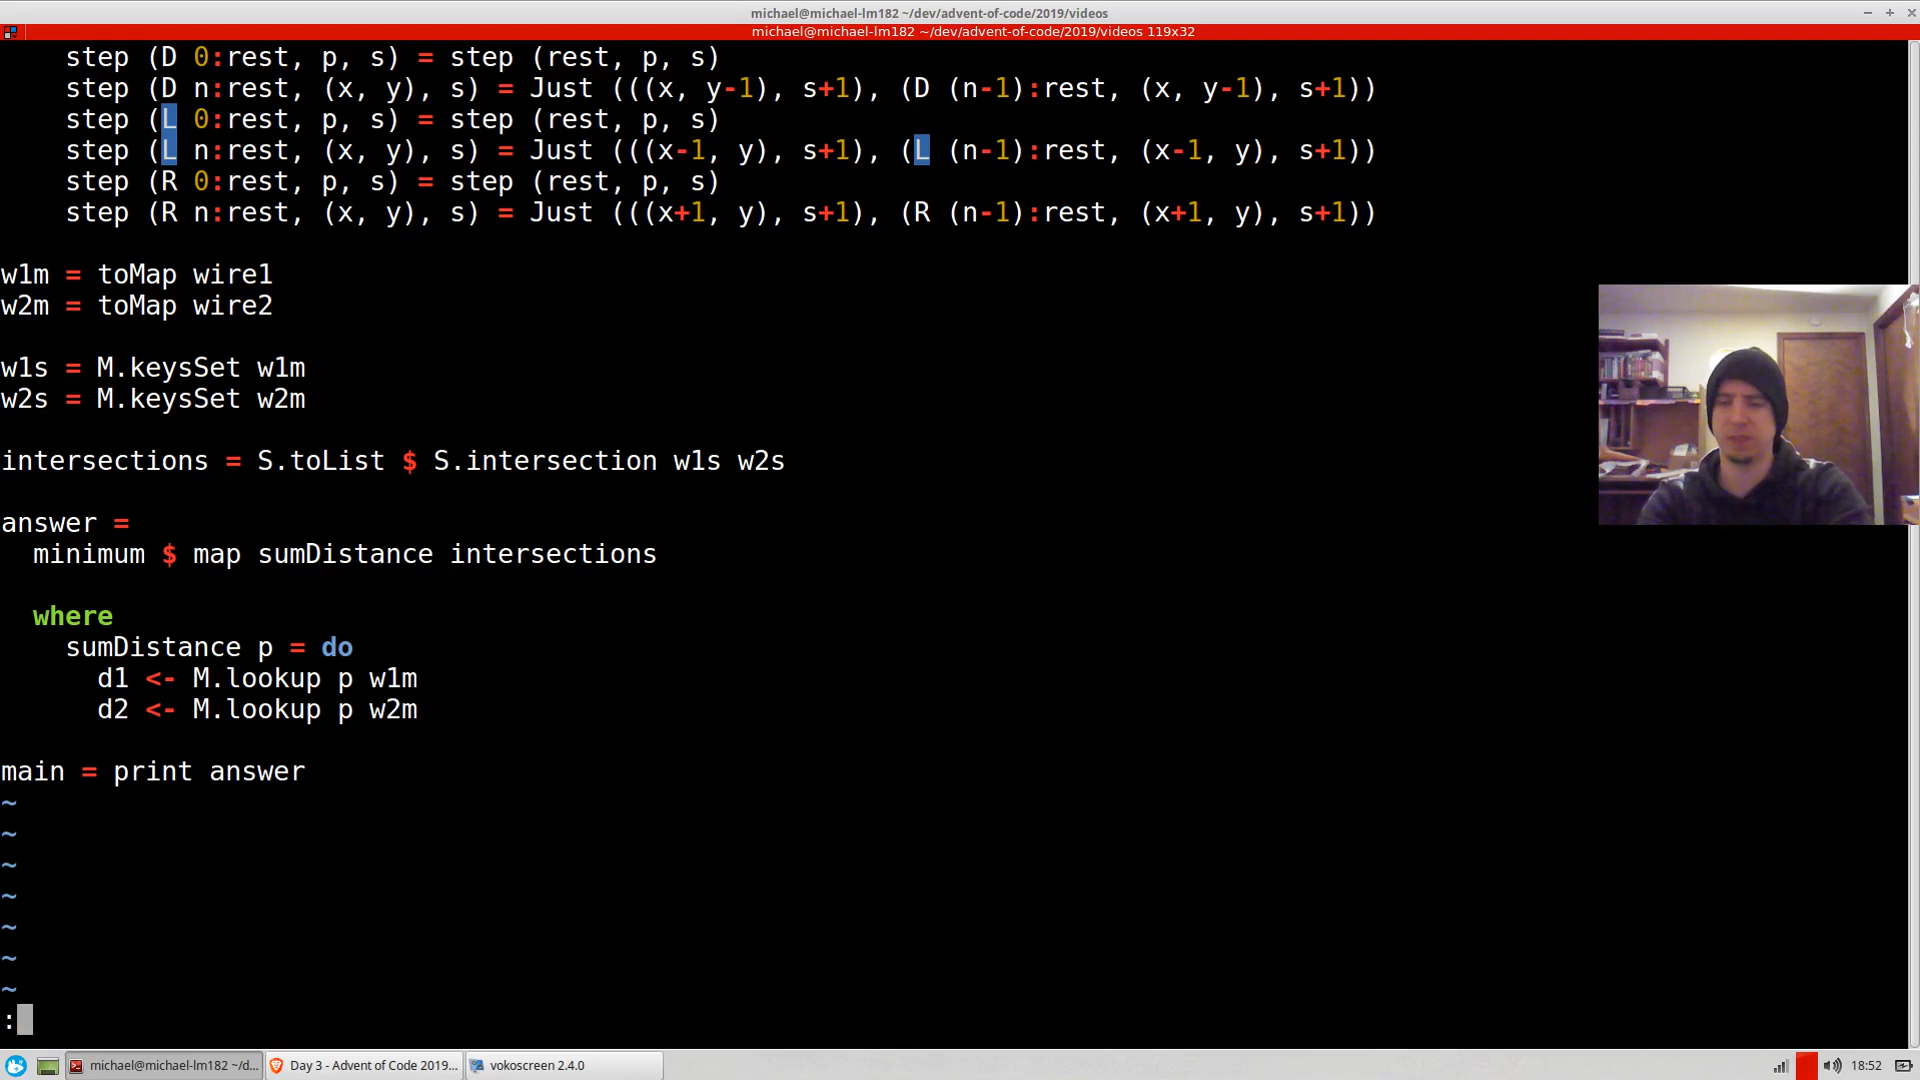 michael@michael-lm182 ~/dev/advent-of-code/2019/videos
michael@michael-lm182 ~/dev/advent-of-code/2019/videos 119x32
    step (D 0:rest, p, s) = step (rest, p, s)
    step (D n:rest, (x, y), s) = Just (((x, y-1), s+1), (D (n-1):rest, (x, y-1), s+1))
    step (L 0:rest, p, s) = step (rest, p, s)
    step (L n:rest, (x, y), s) = Just (((x-1, y), s+1), (L (n-1):rest, (x-1, y), s+1))
    step (R 0:rest, p, s) = step (rest, p, s)
    step (R n:rest, (x, y), s) = Just (((x+1, y), s+1), (R (n-1):rest, (x+1, y), s+1))
w1m = toMap wire1
w2m = toMap wire2
w1s = M.keysSet w1m
w2s = M.keysSet w2m
intersections = S.toList $ S.intersection w1s w2s
answer =
  minimum $ map sumDistance intersections
  where
    sumDistance p = do
      d1 <- M.lookup p w1m
      d2 <- M.lookup p w2m
main = print answer
~
~
~
~
~
~
~
:
michael@michael-lm182 ~/d...
Day 3 - Advent of Code 2019...
vokoscreen 2.4.0
18:52